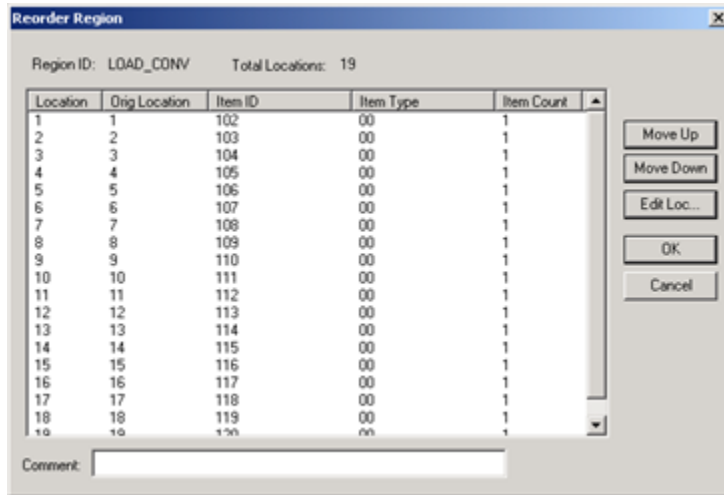 Reorder Region
Region ID: LOAD_CONV Total Locations: 19
Location Orig Location Item ID Item Type Item Count
1 1 102 00 1
2 2 103 00 1
3 3 104 00 1
4 4 105 00 1
5 5 106 00 1
6 6 107 00 1
7 7 108 00 1
8 8 109 00 1
9 9 110 00 1
10 10 111 00 1
11 11 112 00 1
12 12 113 00 1
13 13 114 00 1
14 14 115 00 1
15 15 116 00 1
16 16 117 00 1
17 17 118 00 1
18 18 119 00 1
19 19 120 00 1
Move Up
Move Down
Edit Loc...
OK
Cancel
Comment: